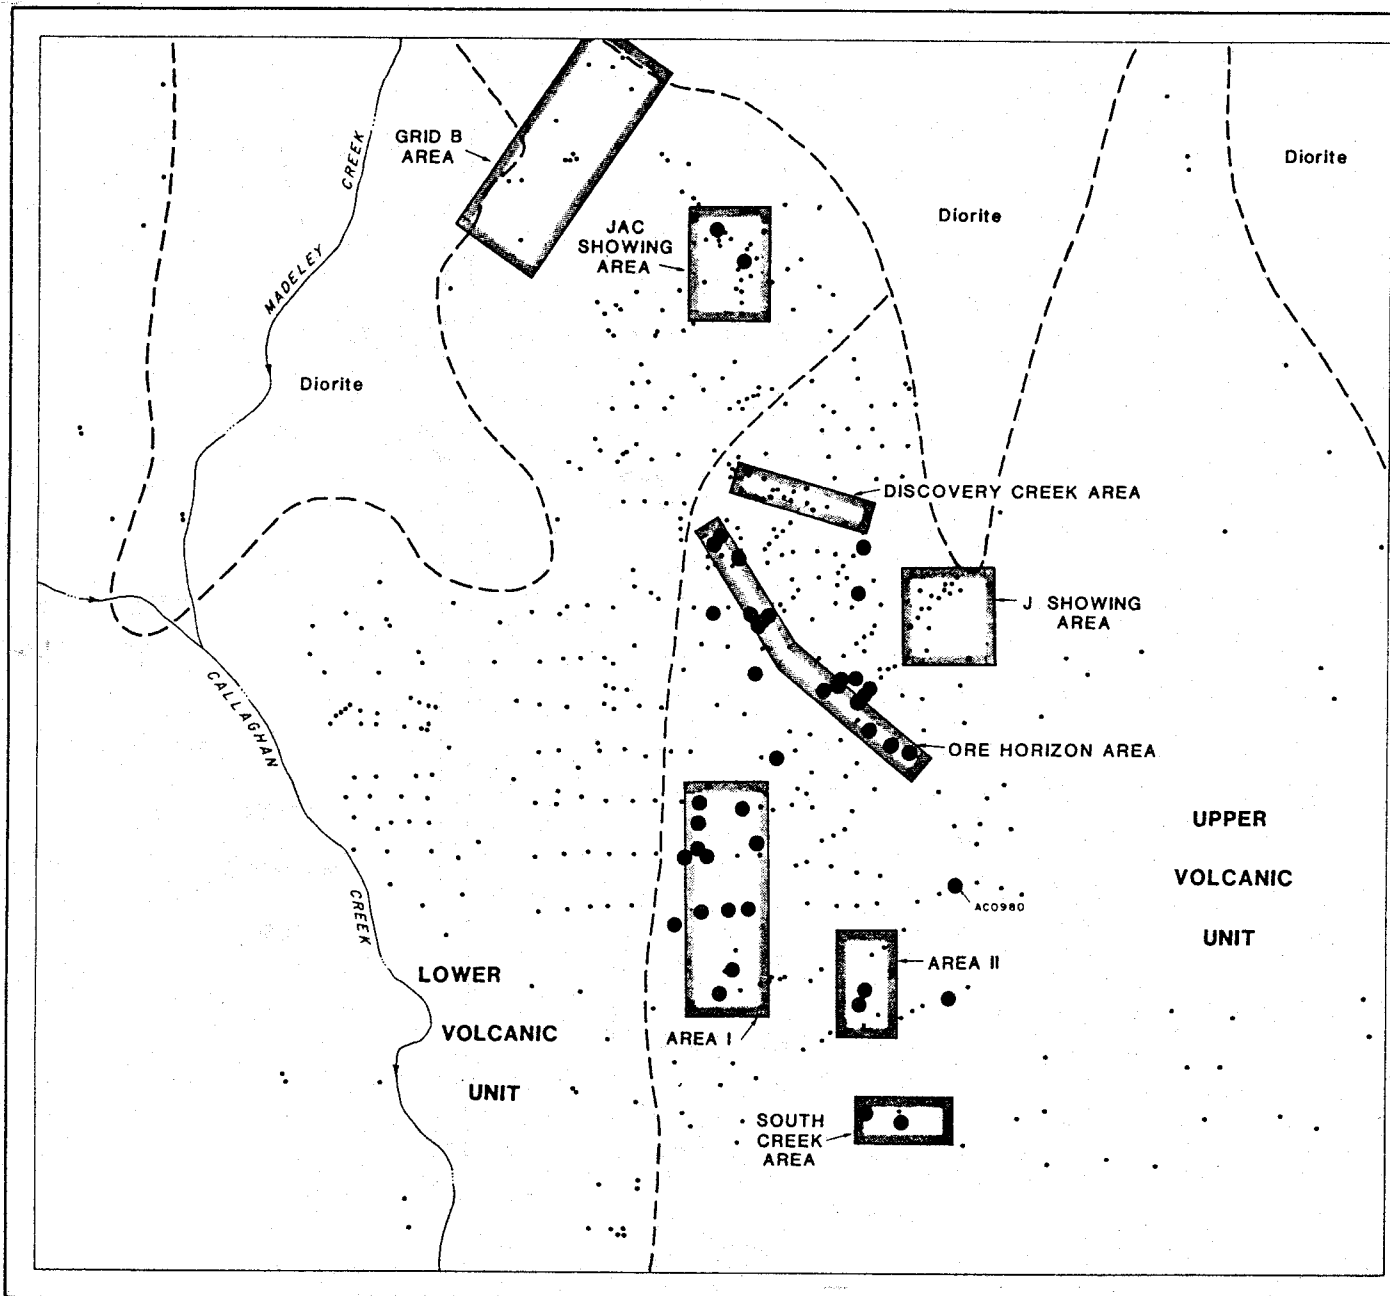 GRID B
AREA
CREEK
MADELEY
JAC
SHOWING
AREA
Diorite
Diorite
Diorite
DISCOVERY CREEK AREA
J SHOWING
AREA
CALLAGHAN
CREEK
ORE HORIZON AREA
UPPER
VOLCANIC
UNIT
AC0980
LOWER
VOLCANIC
UNIT
AREA II
AREA I
SOUTH
CREEK
AREA